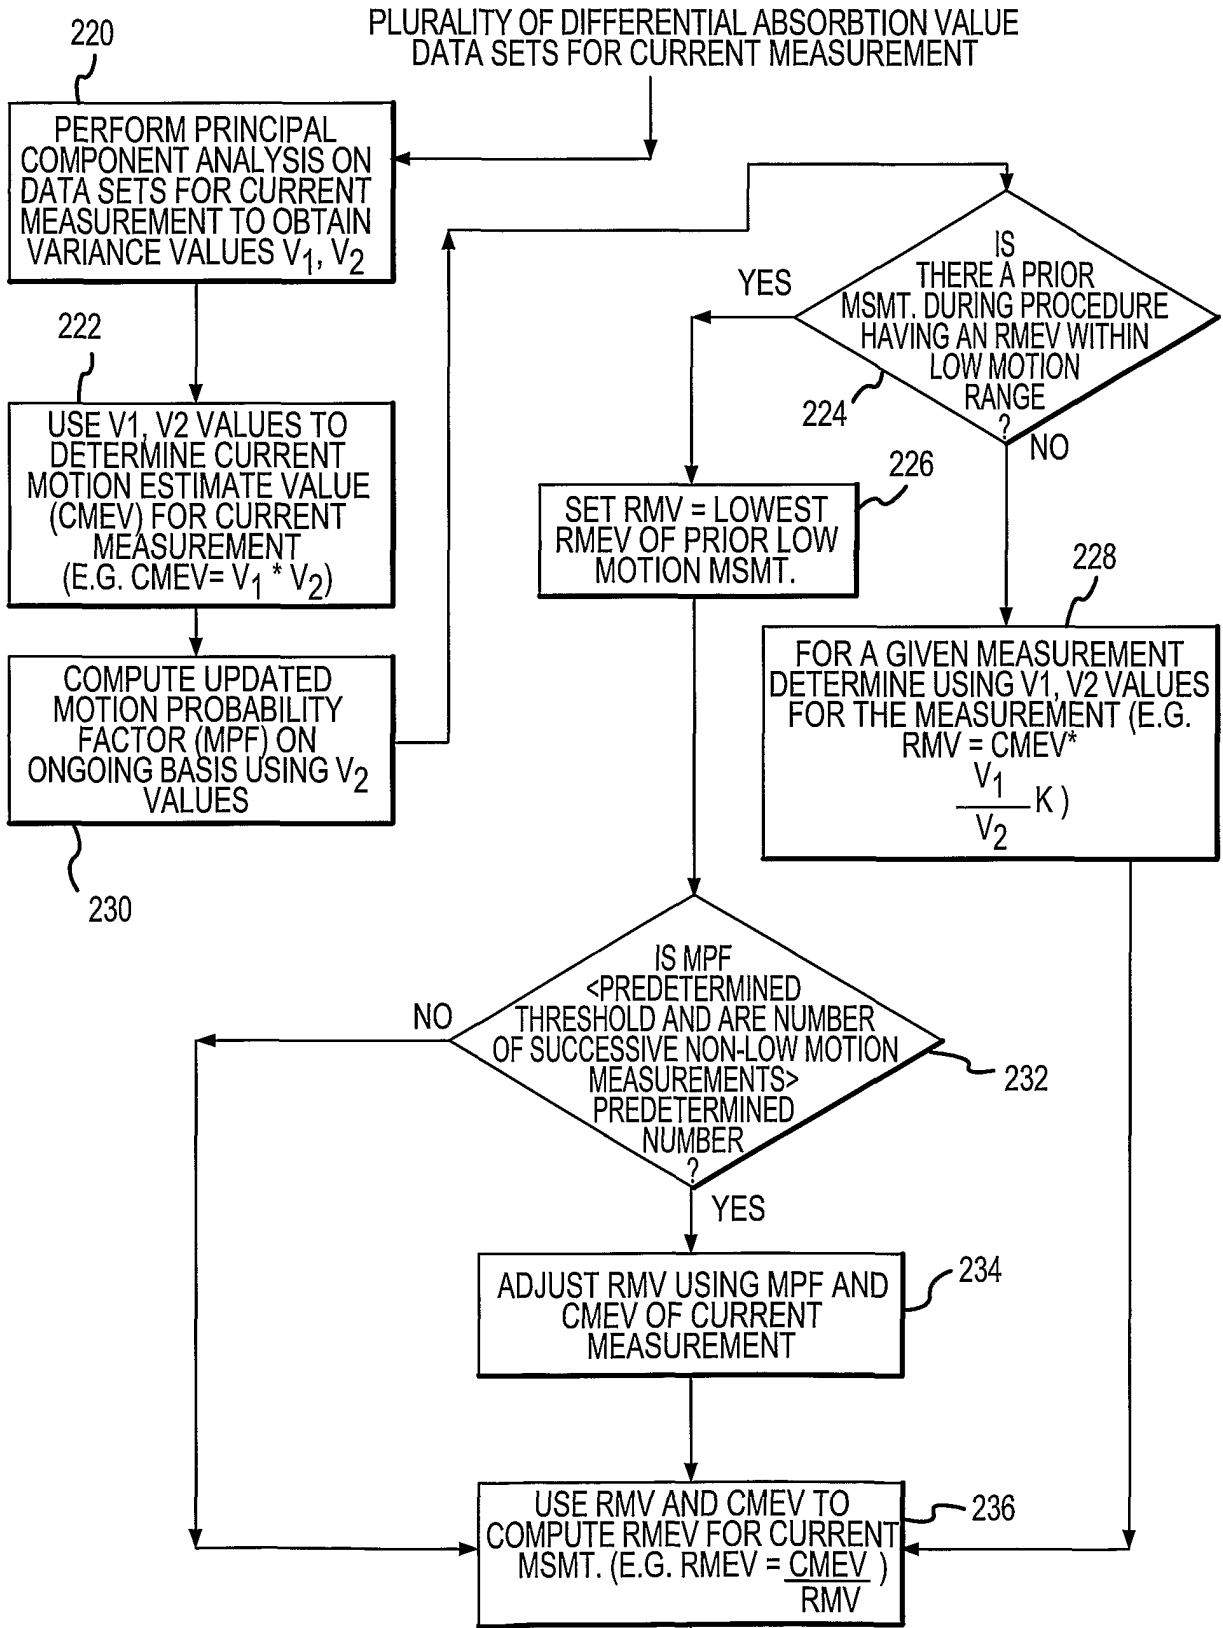 PLURALITY OF DIFFERENTIAL ABSORBTION VALUE
DATA SETS FOR CURRENT MEASUREMENT
220
PERFORM PRINCIPAL
COMPONENT ANALYSIS ON
DATA SETS FOR CURRENT
MEASUREMENT TO OBTAIN
VARIANCE VALUES V1, V2
222
USE V1, V2 VALUES TO
DETERMINE CURRENT
MOTION ESTIMATE VALUE
(CMEV) FOR CURRENT
MEASUREMENT
(E.G. CMEV= V1 * V2)
COMPUTE UPDATED
MOTION PROBABILITY
FACTOR (MPF) ON
ONGOING BASIS USING V2
VALUES
230
IS
THERE A PRIOR
MSMT. DURING PROCEDURE
HAVING AN RMEV WITHIN
LOW MOTION
RANGE
?
224
YES
NO
226
SET RMV = LOWEST
RMEV OF PRIOR LOW
MOTION MSMT.
228
FOR A GIVEN MEASUREMENT
DETERMINE USING V1, V2 VALUES
FOR THE MEASUREMENT (E.G.
RMV = CMEV*
V1
K )
V2
IS MPF
<PREDETERMINED
THRESHOLD AND ARE NUMBER
OF SUCCESSIVE NON-LOW MOTION
MEASUREMENTS>
PREDETERMINED
NUMBER
?
232
NO
YES
234
ADJUST RMV USING MPF AND
CMEV OF CURRENT
MEASUREMENT
236
USE RMV AND CMEV TO
COMPUTE RMEV FOR CURRENT
MSMT. (E.G. RMEV = CMEV )
RMV